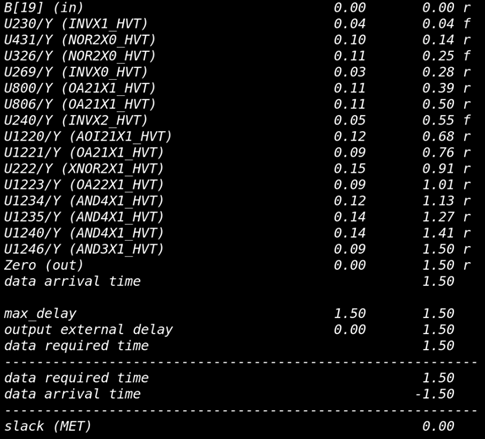 B[19] (in) 0.00 0.00 r
U230/Y (INVX1_HVT) 0.04 0.04 f
U431/Y (NOR2X0_HVT) 0.10 0.14 r
U326/Y (NOR2X0_HVT) 0.11 0.25 f
U269/Y (INVX0_HVT) 0.03 0.28 r
U800/Y (OA21X1_HVT) 0.11 0.39 r
U806/Y (OA21X1_HVT) 0.11 0.50 r
U240/Y (INVX2_HVT) 0.05 0.55 f
U1220/Y (AOI21X1_HVT) 0.12 0.68 r
U1221/Y (OA21X1_HVT) 0.09 0.76 r
U222/Y (XNOR2X1_HVT) 0.15 0.91 r
U1223/Y (OA22X1_HVT) 0.09 1.01 r
U1234/Y (AND4X1_HVT) 0.12 1.13 r
U1235/Y (AND4X1_HVT) 0.14 1.27 r
U1240/Y (AND4X1_HVT) 0.14 1.41 r
U1246/Y (AND3X1_HVT) 0.09 1.50 r
Zero (out) 0.00 1.50 r
data arrival time 1.50
max_delay 1.50 1.50
output external delay 0.00 1.50
data required time 1.50
-----------------------------------------------------------
data required time 1.50
data arrival time -1.50
-----------------------------------------------------------
slack (MET) 0.00